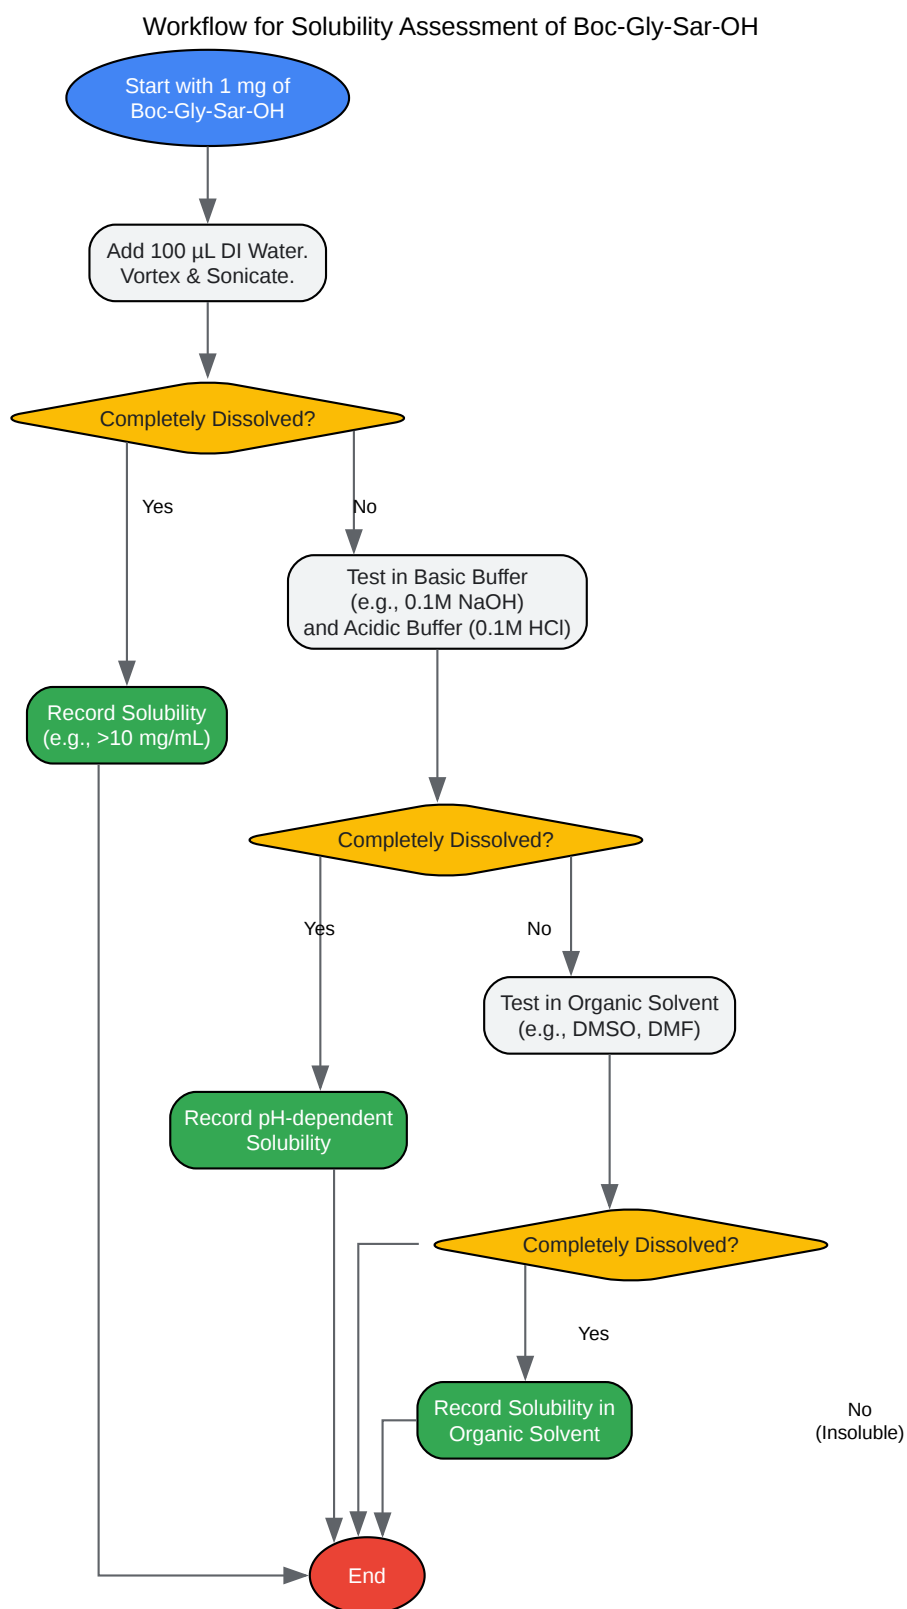 Workflow for Solubility Assessment of Boc-Gly-Sar-OH
Start with 1 mg of
Boc-Gly-Sar-OH
Add 100 µL DI Water.
Vortex & Sonicate.
Completely Dissolved?
Yes
No
Test in Basic Buffer
(e.g., 0.1M NaOH)
and Acidic Buffer (0.1M HCl)
Record Solubility
(e.g., >10 mg/mL)
Completely Dissolved?
Yes
No
Test in Organic Solvent
(e.g., DMSO, DMF)
Record pH-dependent
Solubility
Completely Dissolved?
Yes
Record Solubility in
Organic Solvent
No
(Insoluble)
End